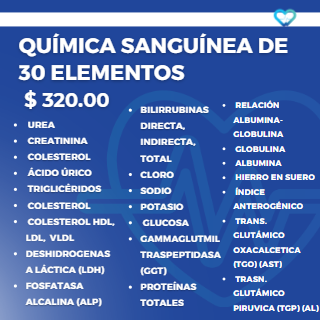 QUÍMICA SANGUÍNEA DE
30 ELEMENTOS
$ 320.00
• UREA
• CREATININA
• COLESTEROL
• ÁCIDO ÚRICO
• TRIGLICÉRIDOS
• COLESTEROL
• COLESTEROL HDL,
LDL, VLDL
• DESHIDROGENAS
A LÁCTICA (LDH)
• FOSFATASA
ALCALINA (ALP)
• BILIRRUBINAS
DIRECTA,
INDIRECTA,
TOTAL
• CLORO
• SODIO
• POTASIO
• GLUCOSA
• GAMMAGLUTMIL
TRASPEPTIDASA
(GGT)
• PROTEÍNAS
TOTALES
• RELACIÓN
ALBUMINA-
GLOBULINA
• GLOBULINA
• ALBUMINA
• HIERRO EN SUERO
• ÍNDICE
ANTEROGÉNICO
• TRANS.
GLUTÁMICO
OXACALCETICA
(TGO) (AST)
• TRASN.
GLUTÁMICO
PIRUVICA (TGP) (AL)